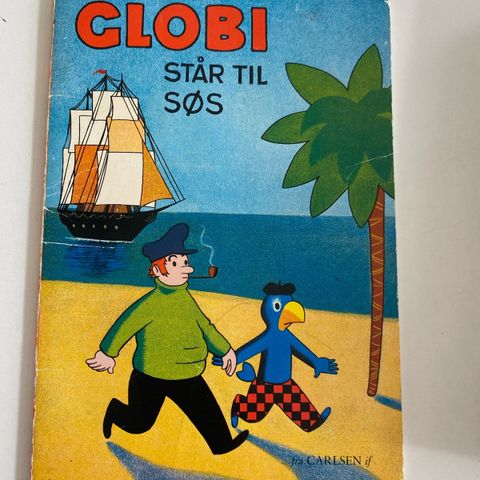 GLOBI
STÅR TIL
SØS
...fra CARLSEN if